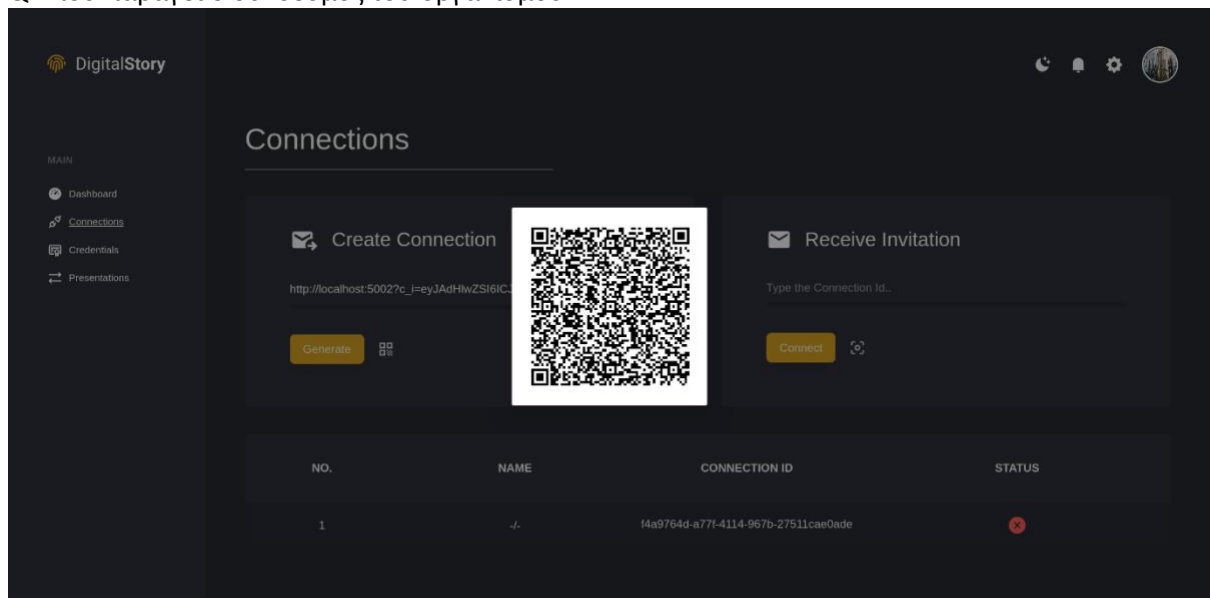 DigitalStory
Connections
MAIN
Dashboard
Connections
Credentials
Presentations
Create Connection
http://localhost:5002?c_i=eyJAdHlwZSI6ICJ
Generate
Receive Invitation
Type the Connection Id..
Connect
NO. NAME CONNECTION ID STATUS
1 -/- f4a9764d-a77f-4114-967b-27511cae0ade